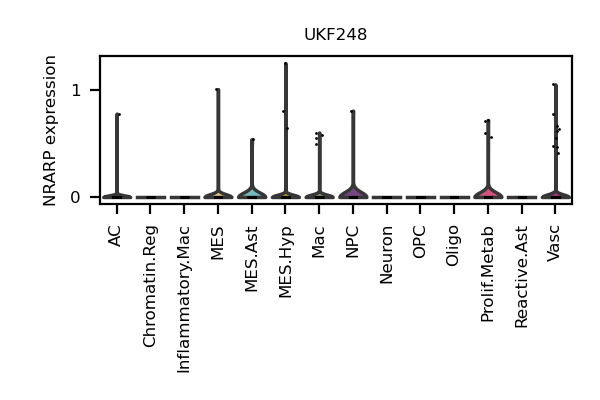 UKF248
NRARP expression
1
0
AC
Chromatin.Reg
Inflammatory.Mac
MES
MES.Ast
MES.Hyp
Mac
NPC
Neuron
OPC
Oligo
Prolif.Metab
Reactive.Ast
Vasc